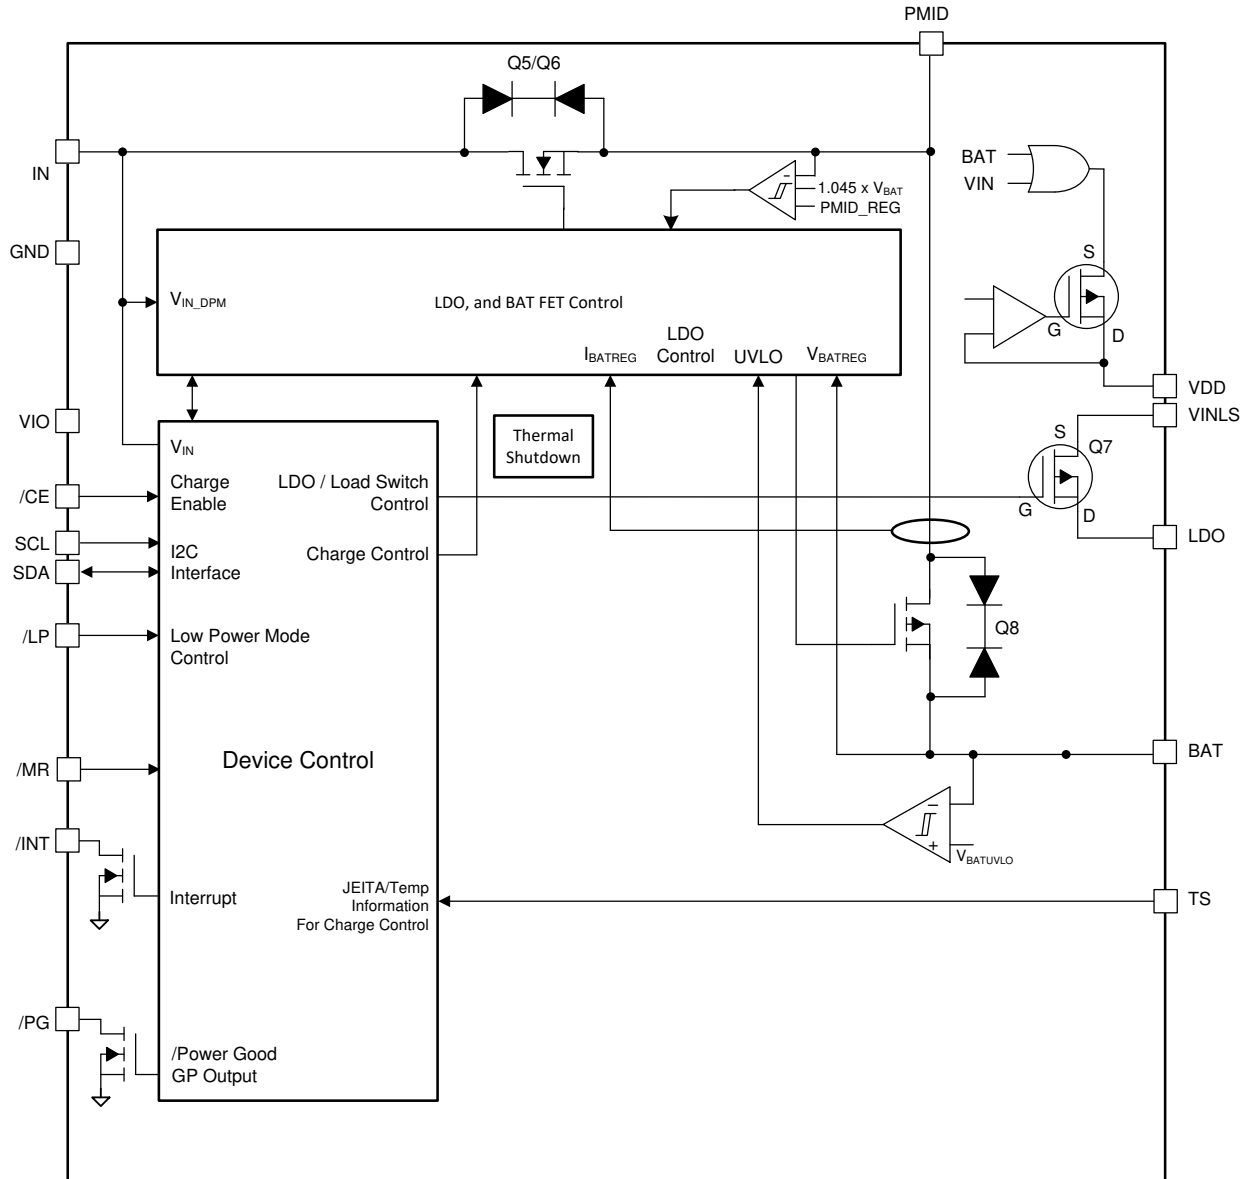 PMID
Q5/Q6
IN
BAT
VIN
1.045 x VBAT
PMID_REG
GND
S
VIN_DPM
LDO, and BAT FET Control
G
D
IBATREG
LDO
Control
UVLO
VBATREG
VDD
VIO
VINLS
VIN
Thermal
Shutdown
S
Q7
/CE
Charge
Enable
LDO / Load Switch
Control
G
D
SCL
I2C
Interface
Charge Control
LDO
SDA
/LP
Low Power Mode
Control
Q8
/MR
Device Control
BAT
/INT
-
+
VBATUVLO
Interrupt
JEITA/Temp
Information
For Charge Control
TS
/PG
/Power Good
GP Output